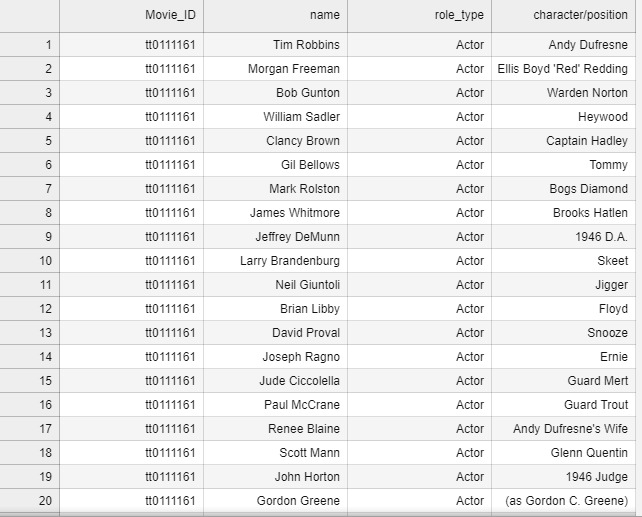 Movie_ID name role_type character/position
1 tt0111161 Tim Robbins Actor Andy Dufresne
2 tt0111161 Morgan Freeman Actor Ellis Boyd 'Red' Redding
3 tt0111161 Bob Gunton Actor Warden Norton
4 tt0111161 William Sadler Actor Heywood
5 tt0111161 Clancy Brown Actor Captain Hadley
6 tt0111161 Gil Bellows Actor Tommy
7 tt0111161 Mark Rolston Actor Bogs Diamond
8 tt0111161 James Whitmore Actor Brooks Hatlen
9 tt0111161 Jeffrey DeMunn Actor 1946 D.A.
10 tt0111161 Larry Brandenburg Actor Skeet
11 tt0111161 Neil Giuntoli Actor Jigger
12 tt0111161 Brian Libby Actor Floyd
13 tt0111161 David Proval Actor Snooze
14 tt0111161 Joseph Ragno Actor Ernie
15 tt0111161 Jude Ciccolella Actor Guard Mert
16 tt0111161 Paul McCrane Actor Guard Trout
17 tt0111161 Renee Blaine Actor Andy Dufresne's Wife
18 tt0111161 Scott Mann Actor Glenn Quentin
19 tt0111161 John Horton Actor 1946 Judge
20 tt0111161 Gordon Greene Actor (as Gordon C. Greene)